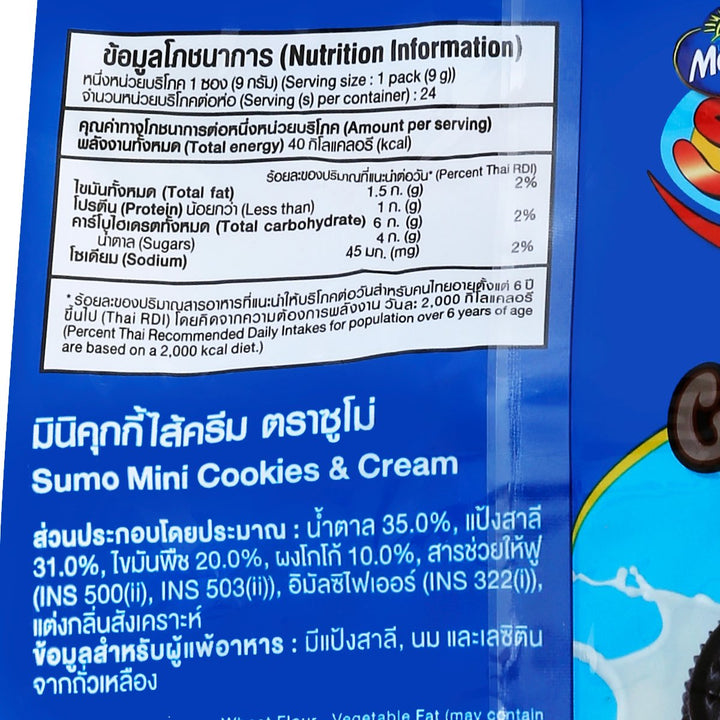 ข้อมูลโภชนาการ (Nutrition Information)
หนึ่งหน่วยบริโภค 1 ซอง (9 กรัม) (Serving size : 1 pack (9 g))
จำนวนหน่วยบริโภคต่อห่อ (Serving (s) per container) : 24
คุณค่าทางโภชนาการต่อหนึ่งหน่วยบริโภค (Amount per serving)
พลังงานทั้งหมด (Total energy) 40 กิโลแคลอรี (kcal)
ร้อยละของปริมาณที่แนะนำต่อวัน* (Percent Thai RDI)
ไขมันทั้งหมด (Total fat) 1.5 ก. (g) 2%
โปรตีน (Protein) น้อยกว่า (Less than) 1 ก. (g)
คาร์โบไฮเดรตทั้งหมด (Total carbohydrate) 6 ก. (g) 2%
น้ำตาล (Sugars) 4 ก. (g)
โซเดียม (Sodium) 45 มก. (mg) 2%
* ร้อยละของปริมาณสารอาหารที่แนะนำให้บริโภคต่อวันสำหรับคนไทยอายุตั้งแต่ 6 ปี
ขึ้นไป (Thai RDI) โดยคิดจากความต้องการพลังงาน วันละ 2,000 กิโลแคลอรี
(Percent Thai Recommended Daily Intakes for population over 6 years of age
are based on a 2,000 kcal diet.)
มินิคุกกี้ไส้ครีม ตราซูโม่
Sumo Mini Cookies & Cream
ส่วนประกอบโดยประมาณ : น้ำตาล 35.0%, แป้งสาลี
31.0%, ไขมันพืช 20.0%, ผงโกโก้ 10.0%, สารช่วยให้ฟู
(INS 500(ii), INS 503(ii)), อิมัลซิไฟเออร์ (INS 322(i)),
แต่งกลิ่นสังเคราะห์
ข้อมูลสำหรับผู้แพ้อาหาร : มีแป้งสาลี, นม และเลซิติน
จากถั่วเหลือง
Wheat Flour, Vegetable Fat (may contain